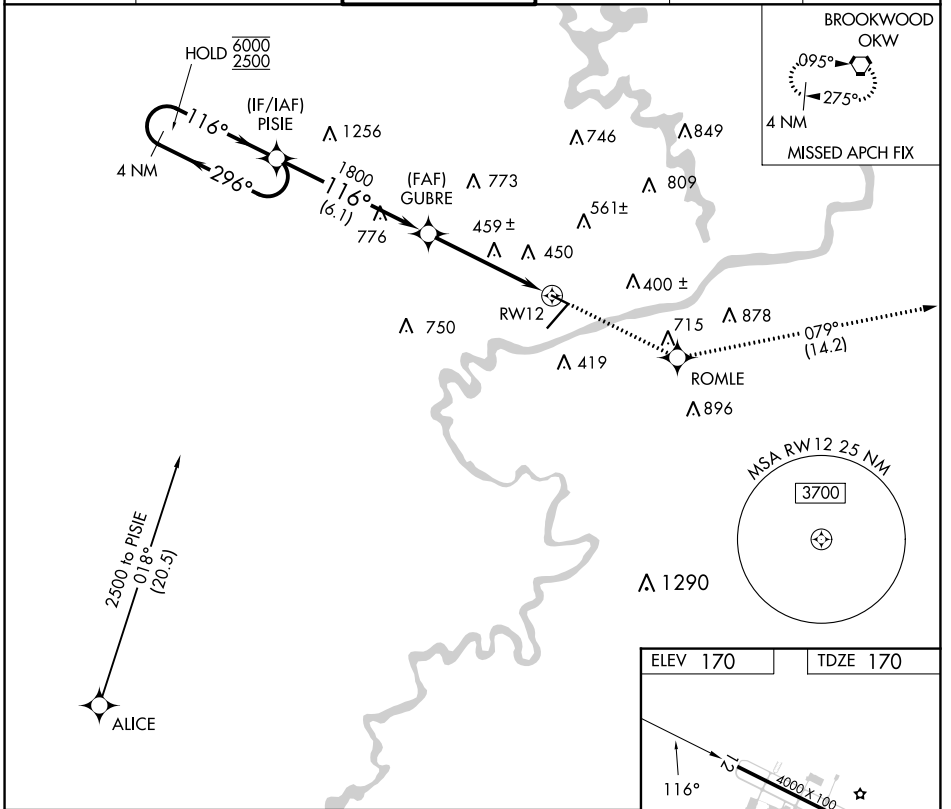 BROOKWOOD
OKW
095°
275°
4 NM
MISSED APCH FIX
HOLD 6000
2500
(IF/IAF)
PISIE
116°
296°
4 NM
1256
746
849
1800
116°
(6.1)
(FAF)
GUBRE
773
809
776
459 ±
561±
450
400 ±
RW12
750
715
878
079°
(14.2)
419
ROMLE
896
MSA RW12 25 NM
3700
2500 to PISIE
018°
(20.5)
1290
ALICE
ELEV 170
TDZE 170
12
4000 X 100
116°